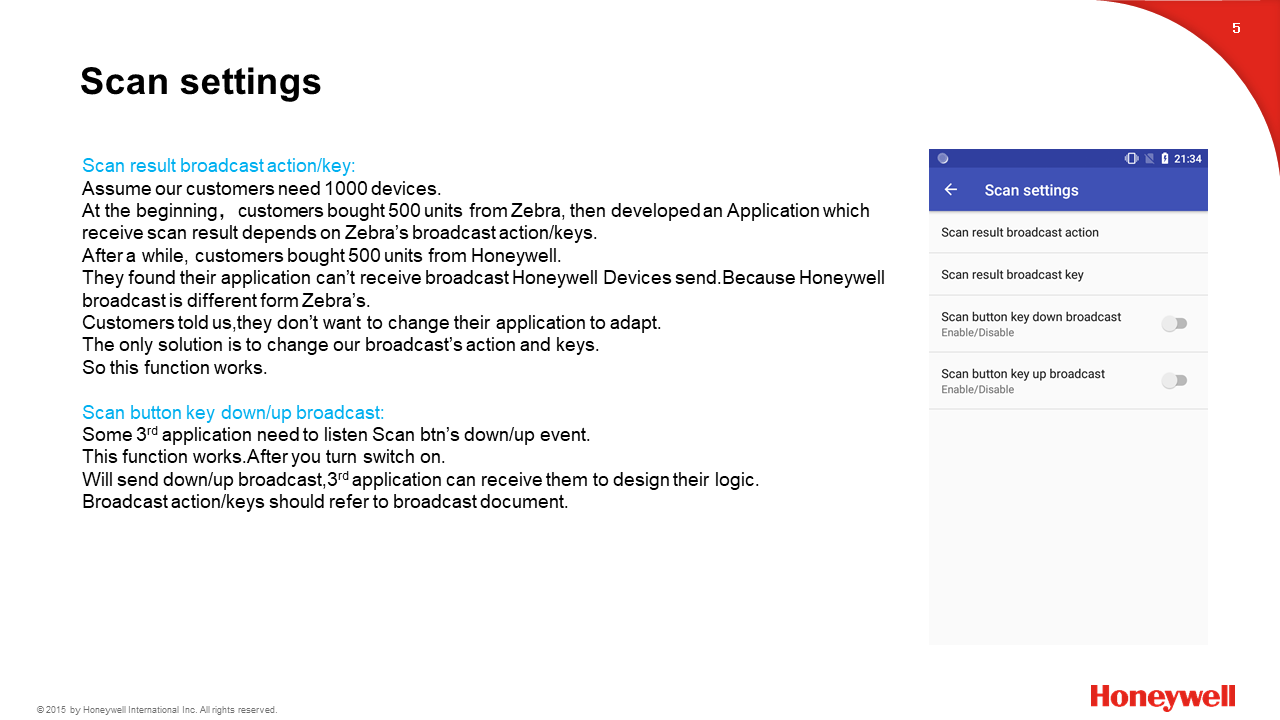 5
Scan settings
Scan result broadcast action/key:
Assume our customers need 1000 devices.
At the beginning，customers bought 500 units from Zebra, then developed an Application which
receive scan result depends on Zebra’s broadcast action/keys.
After a while, customers bought 500 units from Honeywell.
They found their application can’t receive broadcast Honeywell Devices send.Because Honeywell
broadcast is different form Zebra’s.
Customers told us,they don’t want to change their application to adapt.
The only solution is to change our broadcast’s action and keys.
So this function works.
Scan button key down/up broadcast:
Some 3rd application need to listen Scan btn’s down/up event.
This function works.After you turn switch on.
Will send down/up broadcast,3rd application can receive them to design their logic.
Broadcast action/keys should refer to broadcast document.
21:34
Scan settings
Scan result broadcast action
Scan result broadcast key
Scan button key down broadcast
Enable/Disable
Scan button key up broadcast
Enable/Disable
© 2015 by Honeywell International Inc. All rights reserved.
Honeywell